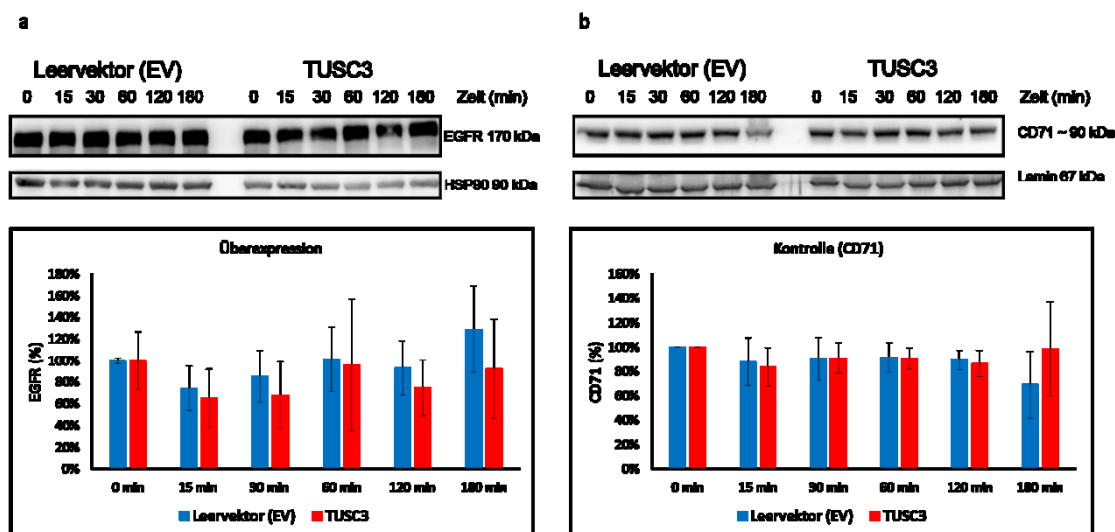 a
b
Leervektor (EV) TUSC3
0 15 30 60 120 180 0 15 30 60 120 180 Zeit (min)
EGFR 170 kDa
HSP90 90 kDa
Leervektor (EV) TUSC3
0 15 30 60 120 180 0 15 30 60 120 180 Zeit (min)
CD71 ~ 90 kDa
Lamin 67 kDa
Überexpression
EGFR (%)
180%
160%
140%
120%
100%
80%
60%
40%
20%
0%
0 min 15 min 30 min 60 min 120 min 180 min
Leervektor (EV) TUSC3
Kontrolle (CD71)
CD71 (%)
160%
140%
120%
100%
80%
60%
40%
20%
0%
0 min 15 min 30 min 60 min 120 min 180 min
Leervektor (EV) TUSC3